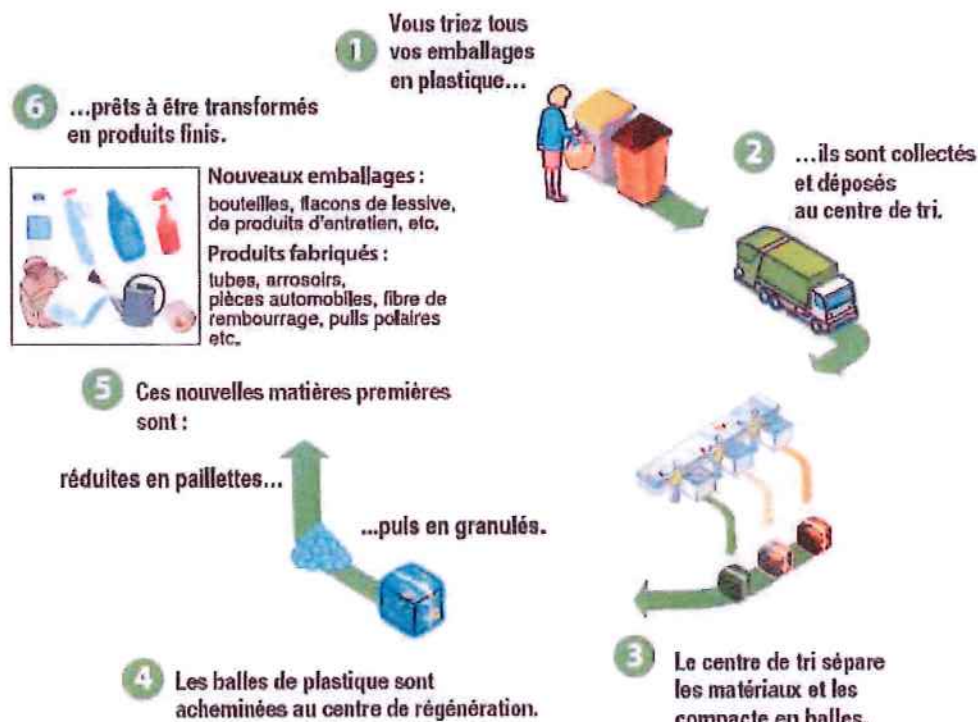 1
Vous triez tous
vos emballages
en plastique...
2
...ils sont collectés
et déposés
au centre de tri.
3
Le centre de tri sépare
les matériaux et les
compacte en balles.
4
Les balles de plastique sont
acheminées au centre de régénération.
5
Ces nouvelles matières premières
sont :
réduites en paillettes...
...puis en granulés.
6
...prêts à être transformés
en produits finis.
Nouveaux emballages :
bouteilles, flacons de lessive,
de produits d'entretien, etc.
Produits fabriqués :
tubes, arrosoirs,
pièces automobiles, fibre de
rembourrage, pulls polaires
etc.